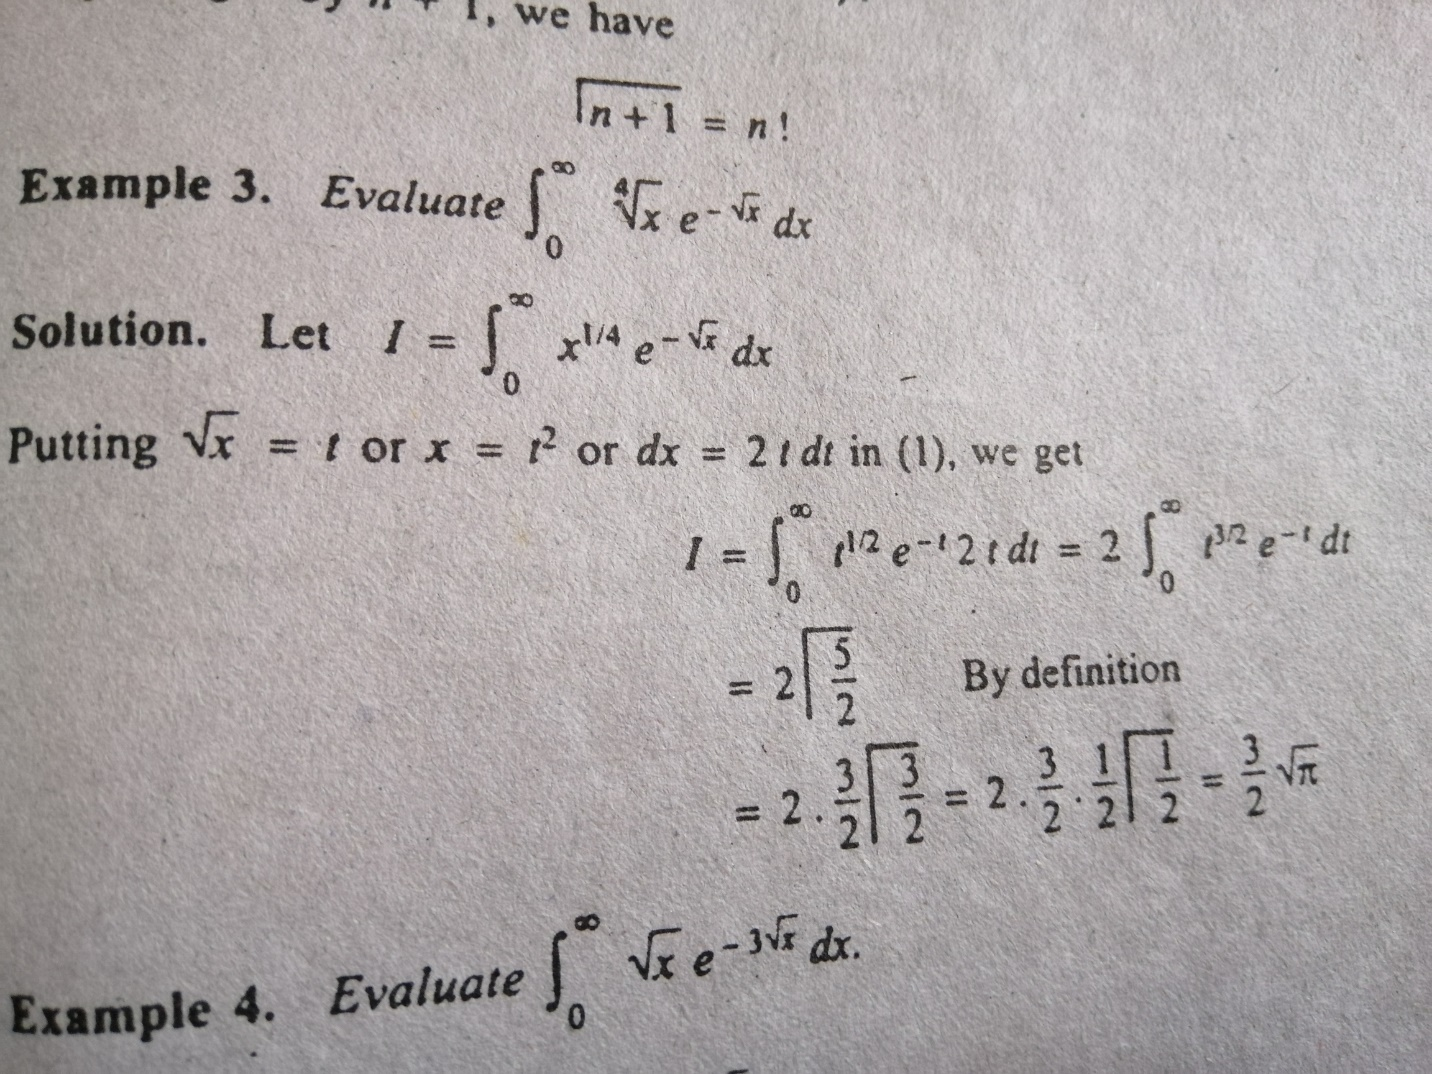 n + 1, we have
Γ(n + 1) = n !
Example 3. Evaluate ∫₀^∞ ∜x e^(−√x) dx
Solution. Let I = ∫₀^∞ x^(1/4) e^(−√x) dx
Putting √x = t or x = t² or dx = 2 t dt in (1), we get
I = ∫₀^∞ t^(1/2) e^(−t) 2 t dt = 2 ∫₀^∞ t^(3/2) e^(−t) dt
= 2 Γ(5/2) By definition
= 2 . 3/2 Γ(3/2) = 2 . 3/2 . 1/2 Γ(1/2) = 3/2 √π
Example 4. Evaluate ∫₀^∞ √x e^(−3√x) dx.